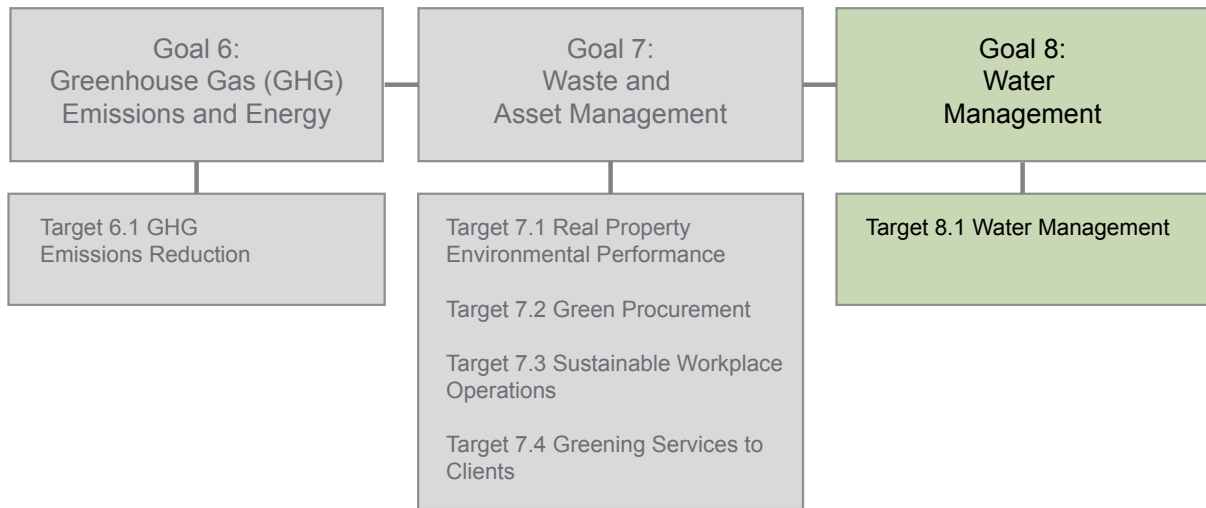 Goal 6:
Greenhouse Gas (GHG)
Emissions and Energy
Target 6.1 GHG
Emissions Reduction
Goal 7:
Waste and
Asset Management
Target 7.1 Real Property
Environmental Performance
Target 7.2 Green Procurement
Target 7.3 Sustainable Workplace
Operations
Target 7.4 Greening Services to
Clients
Goal 8:
Water
Management
Target 8.1 Water Management